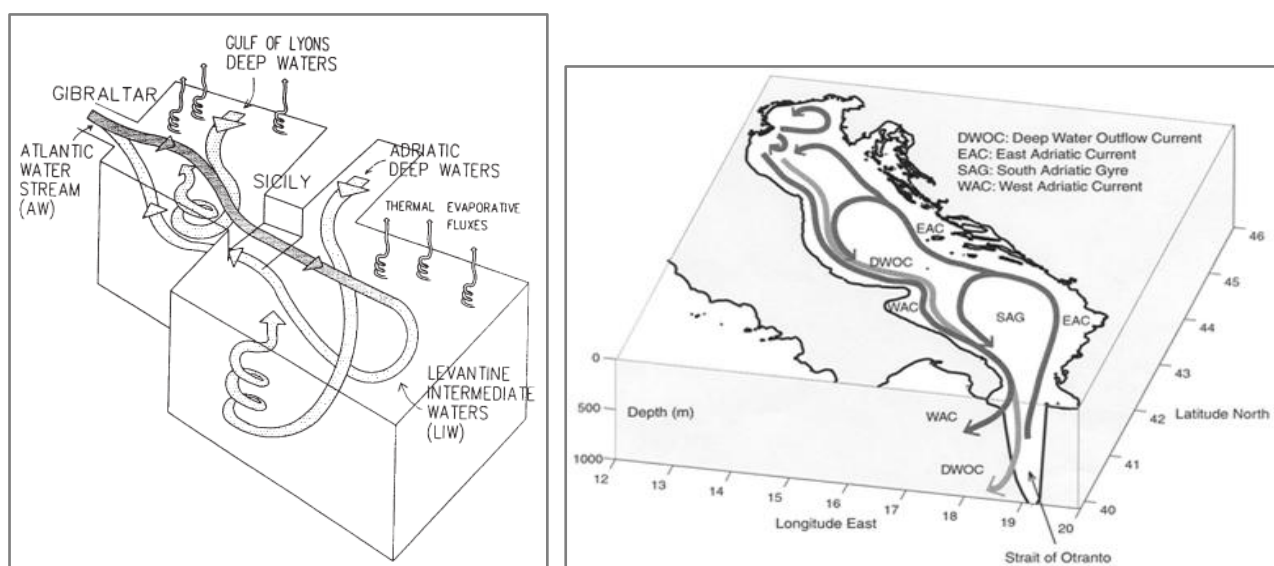 GULF OF LYONS
DEEP WATERS
GIBRALTAR
ATLANTIC
WATER
STREAM
(AW)
SICILY
ADRIATIC
DEEP WATERS
THERMAL EVAPORATIVE
FLUXES
LEVANTINE
INTERMEDIATE
WATERS
(LIW)
DWOC: Deep Water Outflow Current
EAC: East Adriatic Current
SAG: South Adriatic Gyre
WAC: West Adriatic Current
EAC
DWOC
WAC
SAG
EAC
46
45
44
43
42
41
40
Latitude North
0
500
1000
Depth (m)
WAC
DWOC
12
13
14
15
16
17
18
19
20
Longitude East
Strait of Otranto